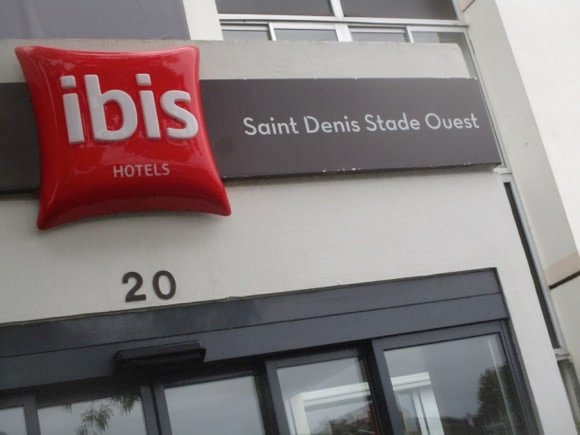 ibis
HOTELS
Saint Denis Stade Ouest
20